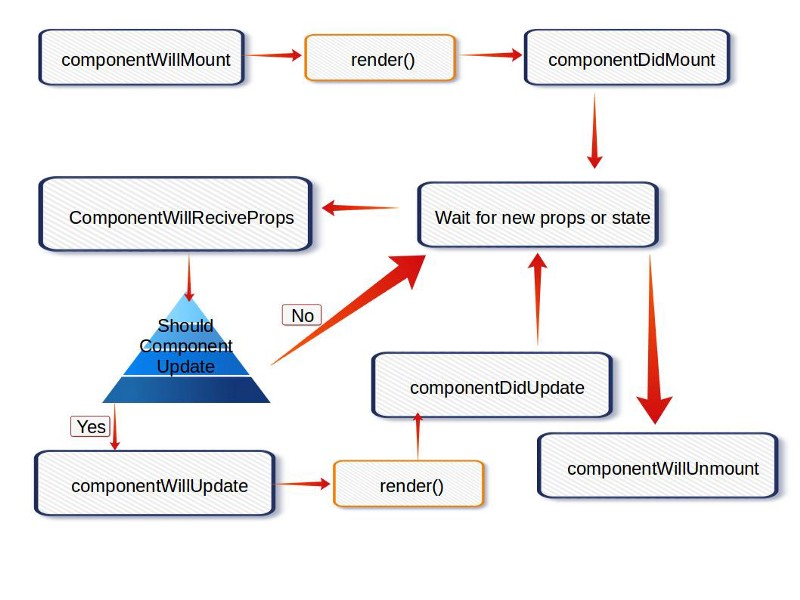 componentWillMount
render()
componentDidMount
ComponentWillReciveProps
Wait for new props or state
No
Should
Component
Update
componentDidUpdate
Yes
componentWillUpdate
render()
componentWillUnmount